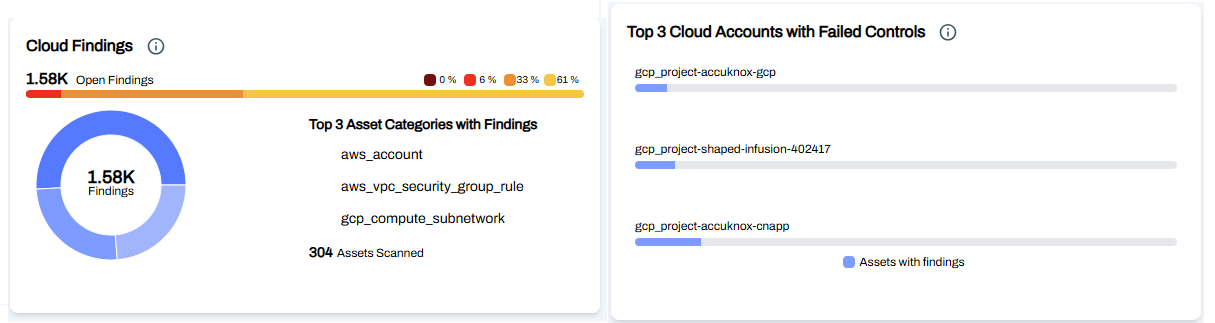 Cloud Findings
1.58K Open Findings
0 % 6 % 33 % 61 %
1.58K
Findings
Top 3 Asset Categories with Findings
aws_account
aws_vpc_security_group_rule
gcp_compute_subnetwork
304 Assets Scanned
Top 3 Cloud Accounts with Failed Controls
gcp_project-accuknox-gcp
gcp_project-shaped-infusion-402417
gcp_project-accuknox-cnapp
Assets with findings